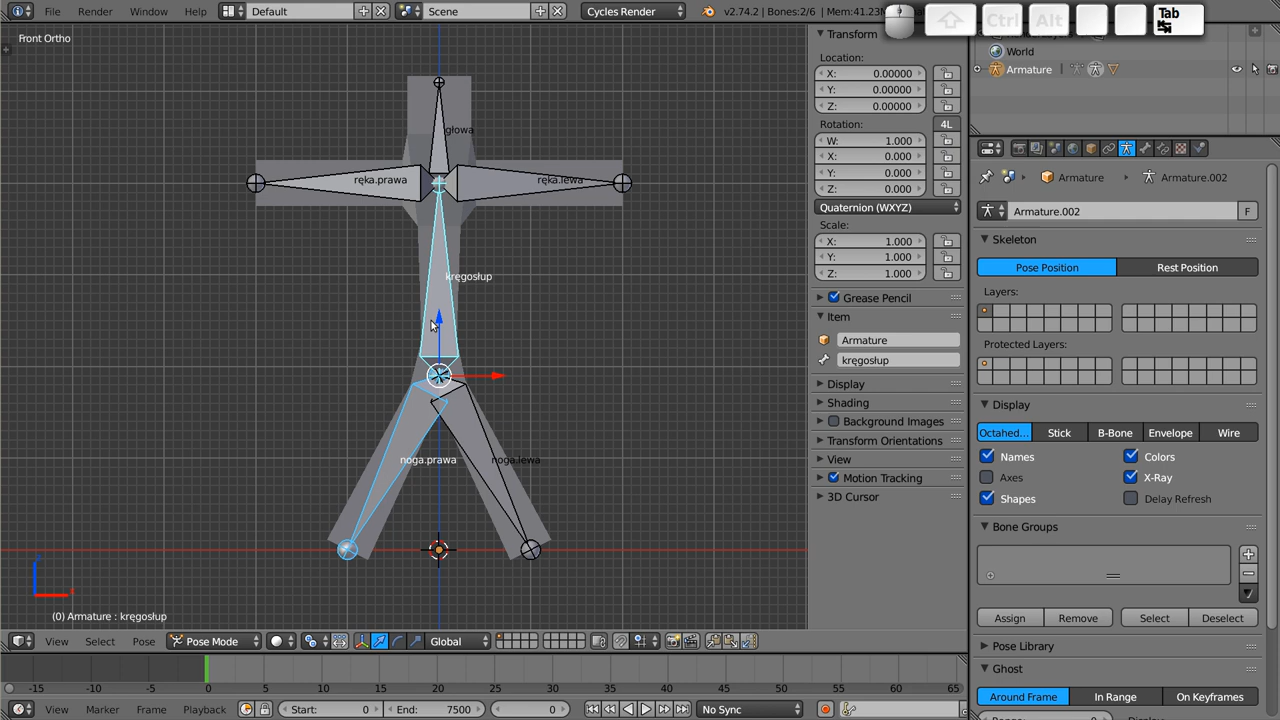 File Render Window Help Default Scene Cycles Render v2.74.2 | Bones:2/6 | Mem:41.23
Ctrl Alt Tab
Front Ortho
World
Armature
głowa
ręka.prawa ręka.lewa
kręgosłup
noga.prawa noga.lewa
(0) Armature : kręgosłup
Transform
Location:
X: 0.00000
Y: 0.00000
Z: 0.00000
Rotation: 4L
W: 1.000
X: 0.000
Y: 0.000
Z: 0.000
Quaternion (WXYZ)
Scale:
X: 1.000
Y: 1.000
Z: 1.000
Grease Pencil
Item
Armature
kręgosłup
Display
Shading
Background Images
Transform Orientations
View
Motion Tracking
3D Cursor
Armature Armature.002
Armature.002 F
Skeleton
Pose Position Rest Position
Layers:
Protected Layers:
Display
Octahed... Stick B-Bone Envelope Wire
Names Colors
Axes X-Ray
Shapes Delay Refresh
Bone Groups
Assign Remove Select Deselect
Pose Library
Ghost
Around Frame In Range On Keyframes
View Select Pose Pose Mode Global
-15 -10 -5 0 5 10 15 20 25 30 35 40 45 50 55 60 65
View Marker Frame Playback Start: 0 End: 7500 0 No Sync